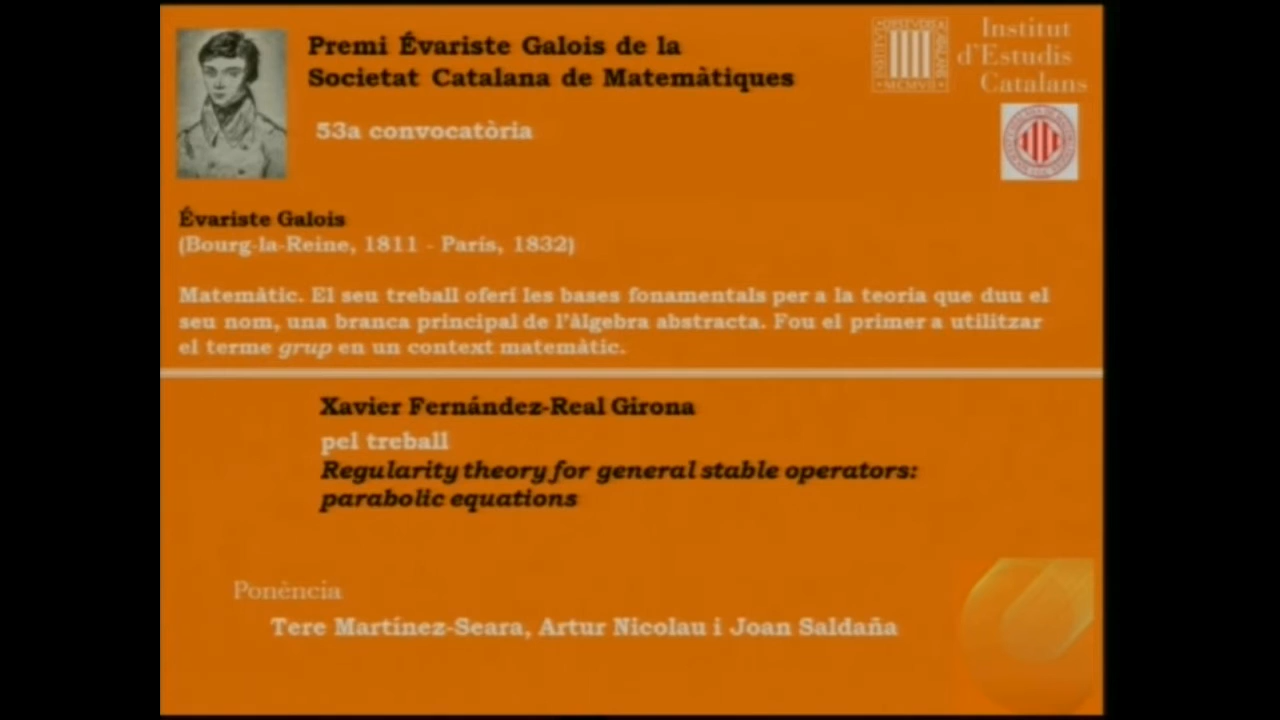 Premi Évariste Galois de la
Societat Catalana de Matemàtiques
53a convocatòria
Institut
d'Estudis
Catalans
MCMVII
Évariste Galois
(Bourg-la-Reine, 1811 - París, 1832)
Matemàtic. El seu treball oferí les bases fonamentals per a la teoria que duu el
seu nom, una branca principal de l'àlgebra abstracta. Fou el primer a utilitzar
el terme grup en un context matemàtic.
Xavier Fernández-Real Girona
pel treball
Regularity theory for general stable operators:
parabolic equations
Ponència
Tere Martínez-Seara, Artur Nicolau i Joan Saldaña